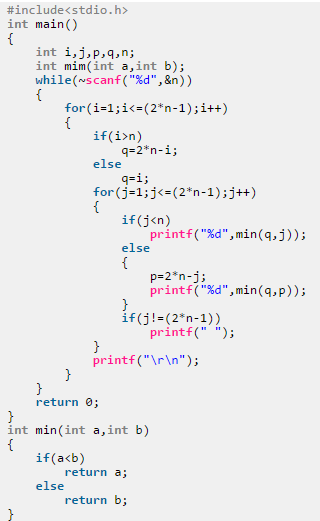 #include<stdio.h>
int main()
{
    int i,j,p,q,n;
    int mim(int a,int b);
    while(~scanf("%d",&n))
    {
        for(i=1;i<=(2*n-1);i++)
        {
            if(i>n)
                q=2*n-i;
            else
                q=i;
            for(j=1;j<=(2*n-1);j++)
            {
                if(j<n)
                    printf("%d",min(q,j));
                else
                {
                    p=2*n-j;
                    printf("%d",min(q,p));
                }
                if(j!=(2*n-1))
                    printf(" ");
            }
            printf("\r\n");
        }
    }
    return 0;
}
int min(int a,int b)
{
    if(a<b)
        return a;
    else
        return b;
}